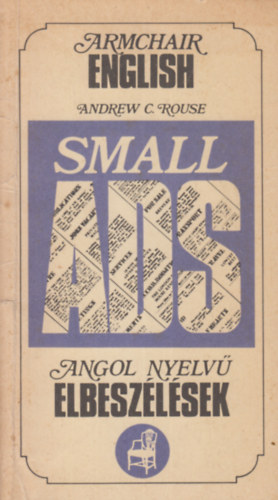 ARMCHAIR
ENGLISH
ANDREW C. ROUSE
SMALL
ADS
ANGOL NYELVŰ
ELBESZÉLÉSEK